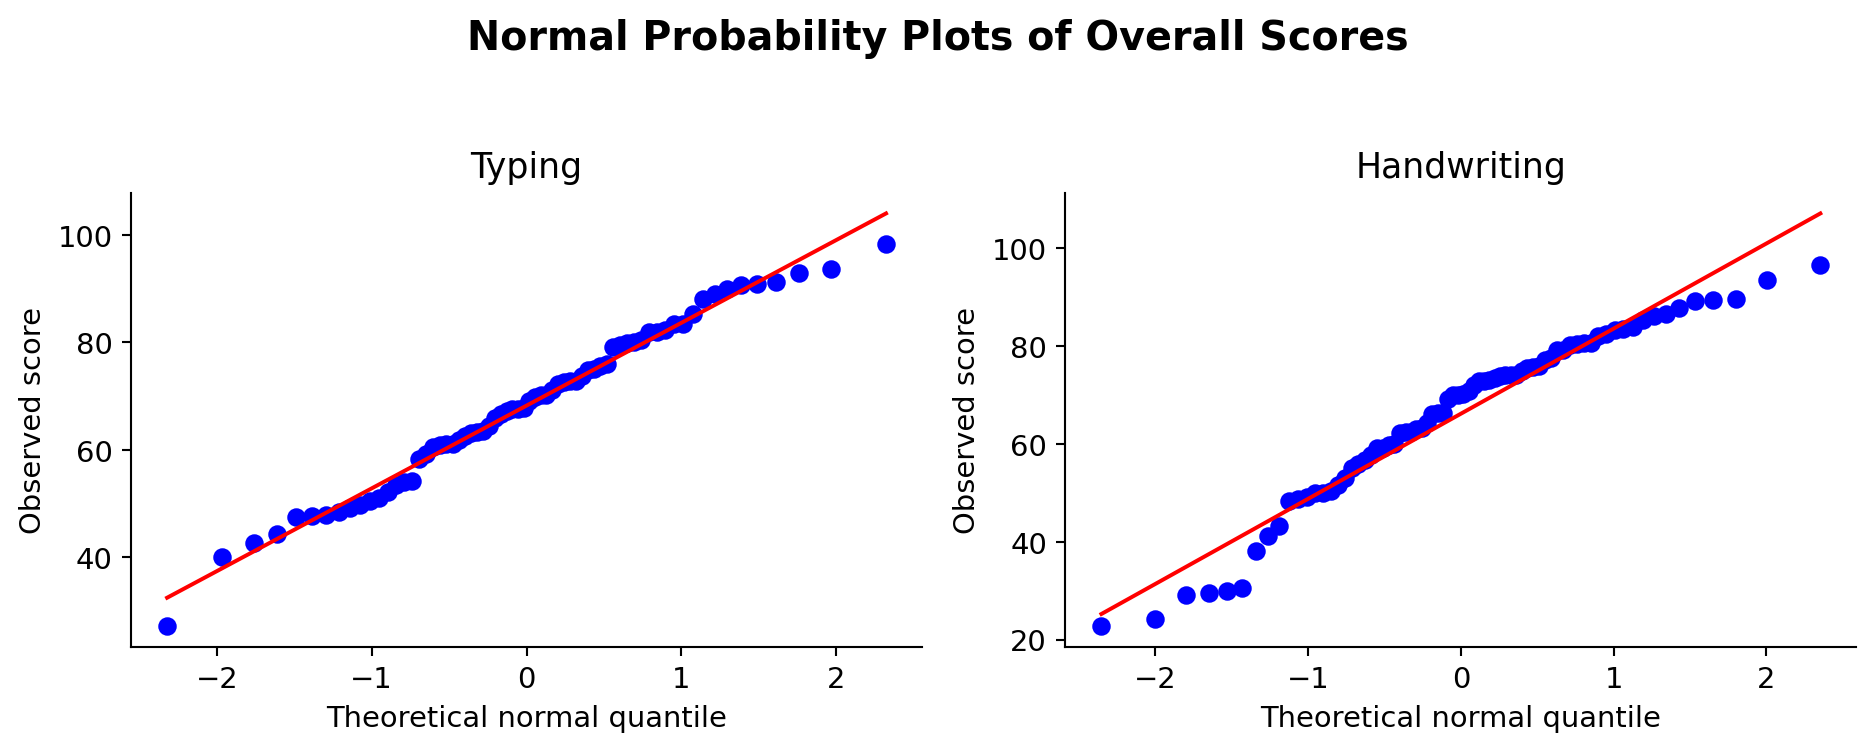 Normal Probability Plots of Overall Scores
Typing
Observed score
100
80
60
40
−2 −1 0 1 2
Theoretical normal quantile
Handwriting
Observed score
100
80
60
40
20
−2 −1 0 1 2
Theoretical normal quantile